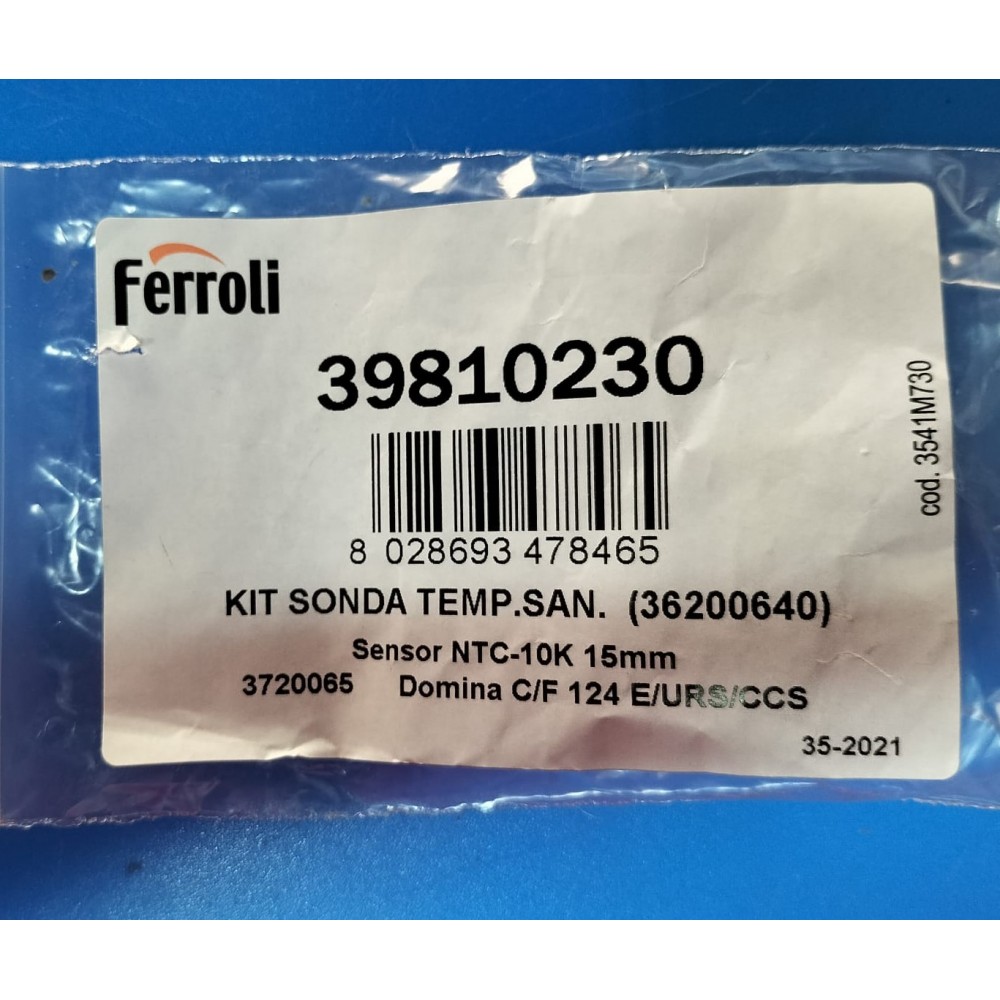 Ferroli
39810230
8 028693 478465
KIT SONDA TEMP.SAN. (36200640)
Sensor NTC-10K 15mm
3720065 Domina C/F 124 E/URS/CCS
35-2021
cod. 3541M730